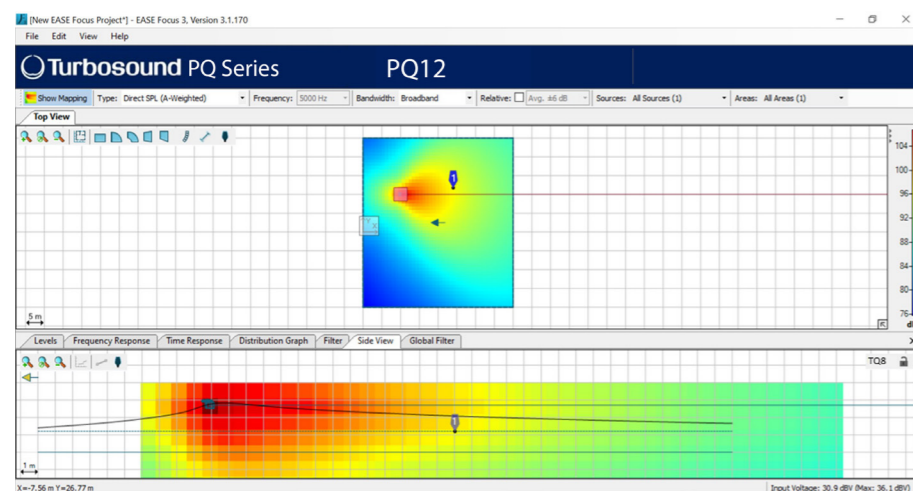 [New EASE Focus Project*] - EASE Focus 3, Version 3.1.170
File Edit View Help
Turbosound PQ Series PQ12
Show Mapping Type: Direct SPL (A-Weighted) Frequency: 5000 Hz Bandwidth: Broadband Relative: Avg. ±6 dB Sources: All Sources (1) Areas: All Areas (1)
Top View
104
100
96
92
88
84
80
76
1
Y
X
5 m
Levels Frequency Response Time Response Distribution Graph Filter Side View Global Filter
TQ8
1
1 m
X=-7.56 m Y=26.77 m
Input Voltage: 30.9 dBV (Max: 36.1 dBV)